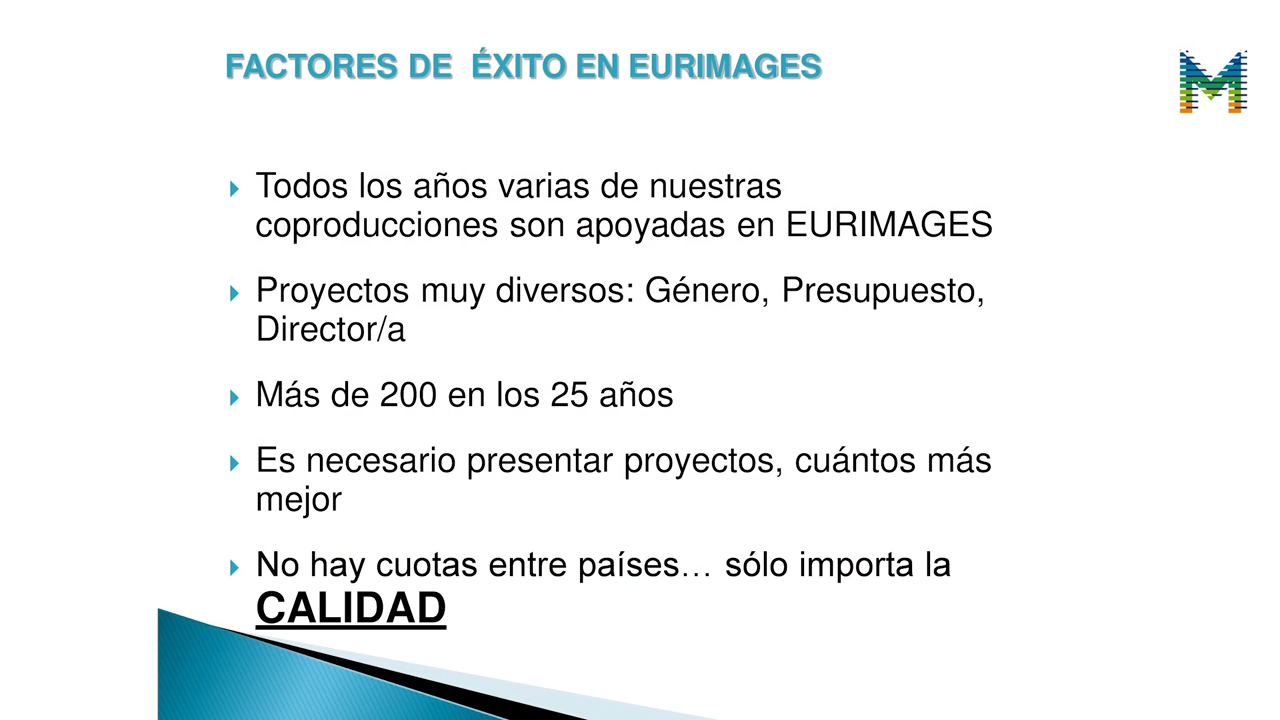 FACTORES DE ÉXITO EN EURIMAGES
Todos los años varias de nuestras
coproducciones son apoyadas en EURIMAGES
Proyectos muy diversos: Género, Presupuesto,
Director/a
Más de 200 en los 25 años
Es necesario presentar proyectos, cuántos más
mejor
No hay cuotas entre países… sólo importa la
CALIDAD